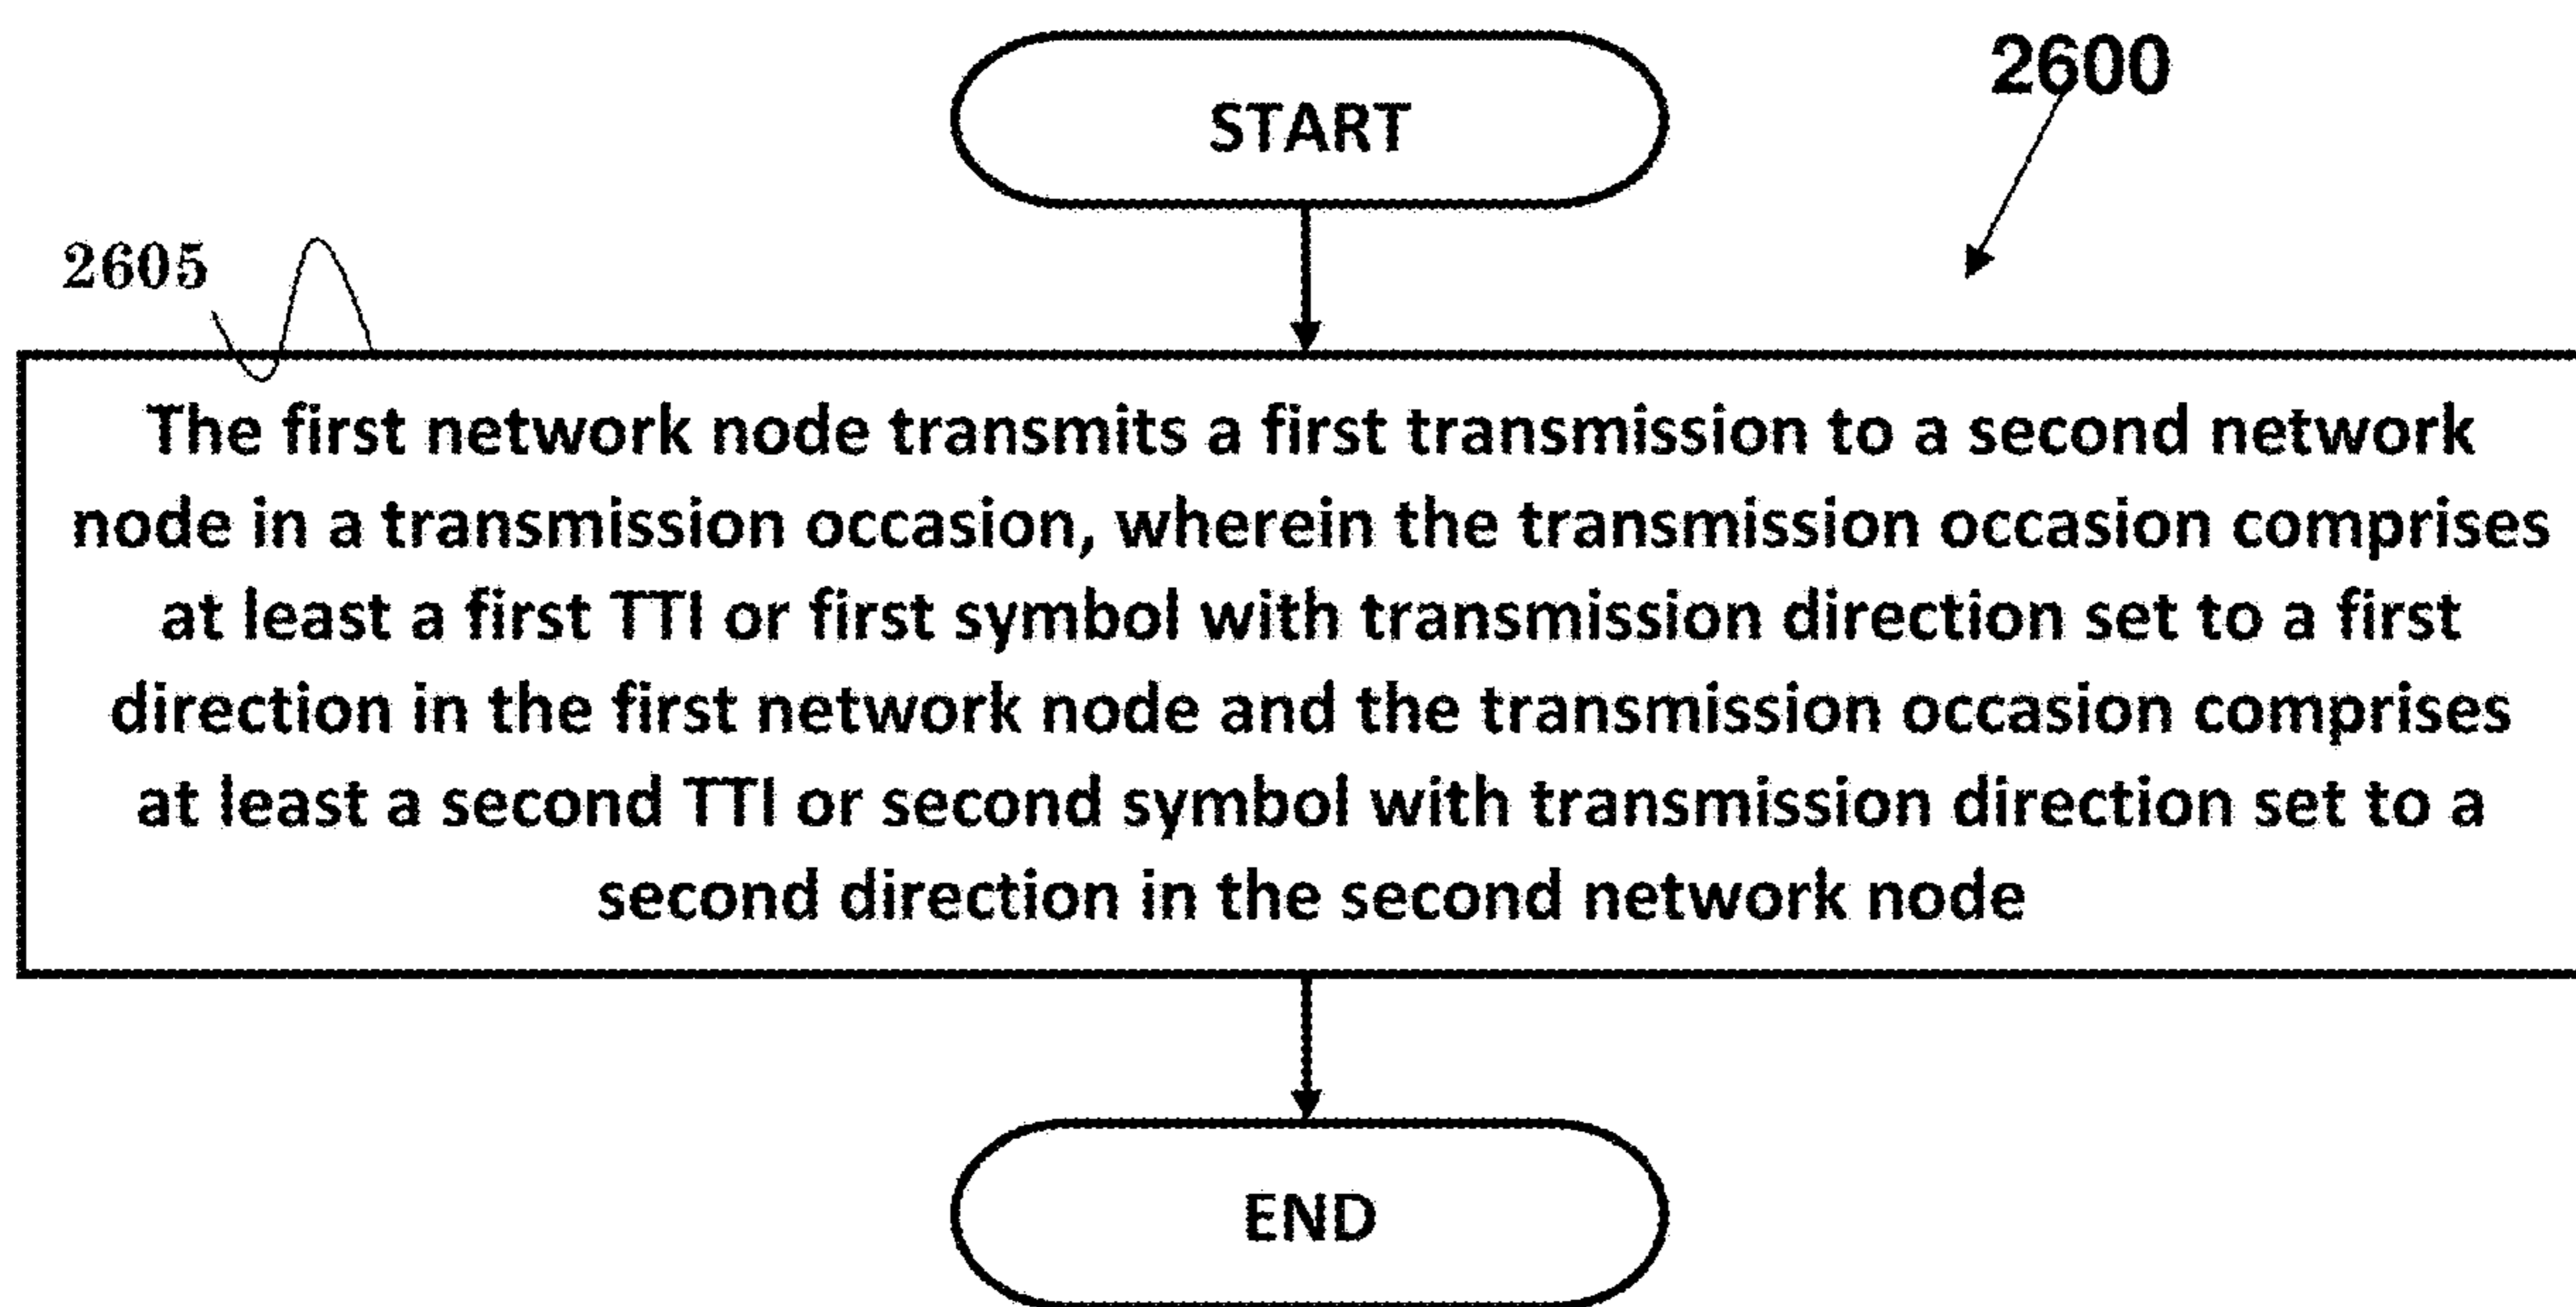 START
2600
2605
The first network node transmits a first transmission to a second network
node in a transmission occasion, wherein the transmission occasion comprises
at least a first TTI or first symbol with transmission direction set to a first
direction in the first network node and the transmission occasion comprises
at least a second TTI or second symbol with transmission direction set to a
second direction in the second network node
END